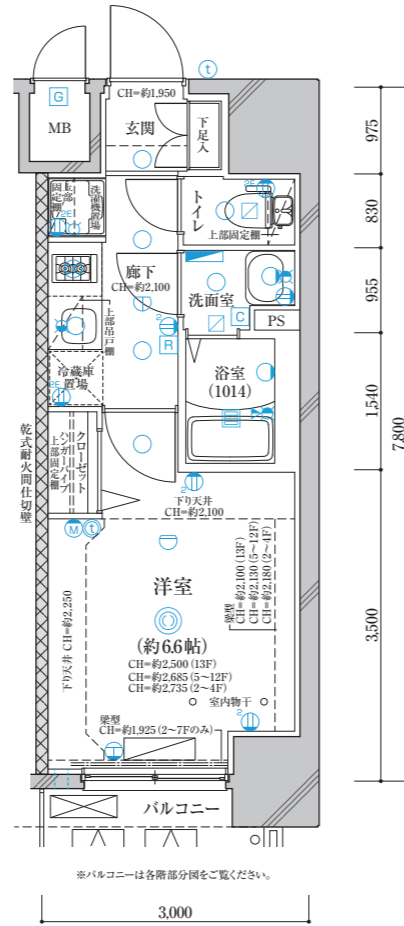 t
CH=約1,950
G
MB
玄関
下足入
975
上部固定棚
洗濯機置場
2E
トイレ
2E
上部固定棚
830
廊下
CH=約2,100
洗面室
955
上部吊戸棚
2
R
C
PS
冷蔵庫置場
2E
浴室
(1014)
1,540
7,800
乾式耐火間仕切壁
上部固定棚
ハンガーパイプ
クローゼット
2
下り天井
CH=約2,100
M
t
下り天井 CH=約2,250
洋室
(約6.6帖)
CH=約2,500(13F)
CH=約2,685(5~12F)
CH=約2,735(2~4F)
梁型
CH=約2,100(13F)
CH=約2,130(5~12F)
CH=約2,180(2~4F)
3,500
室内物干
2
梁型
CH=約1,925(2~7Fのみ)
バルコニー
※バルコニーは各階部分図をご覧ください。
3,000